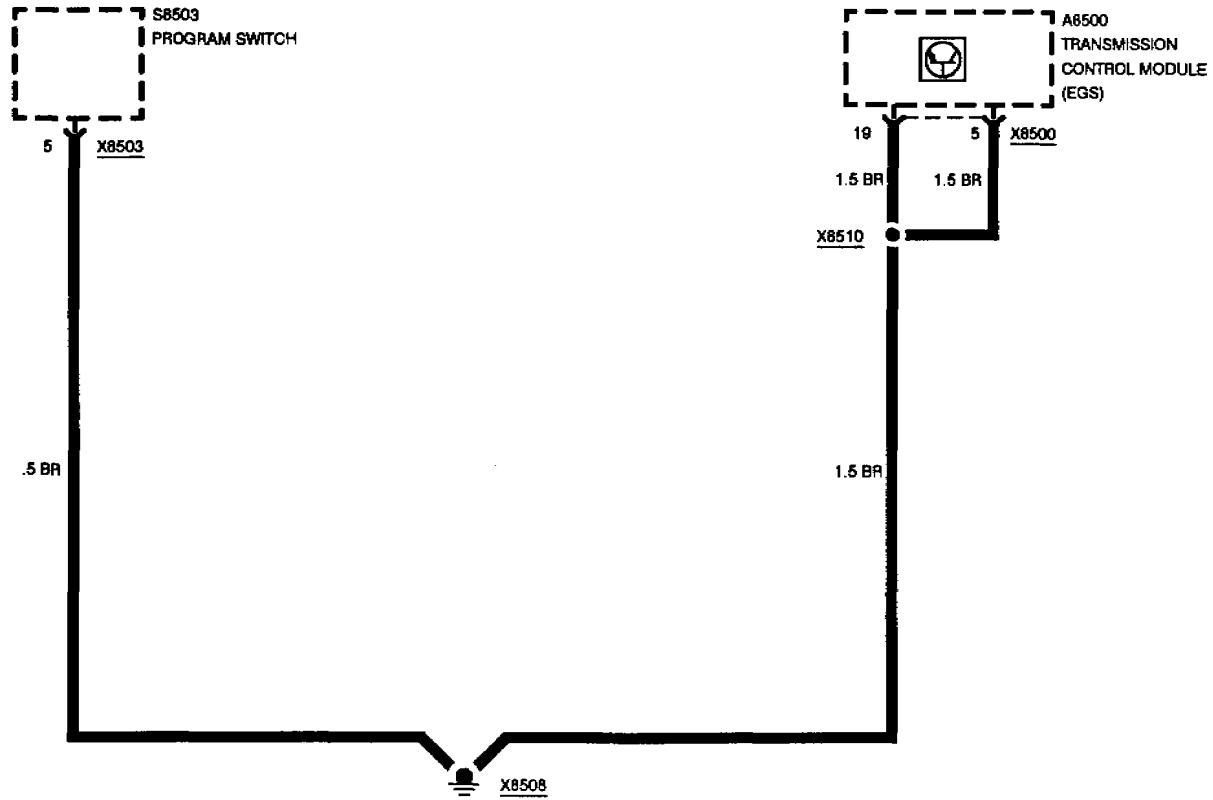 S8503
PROGRAM SWITCH
A8500
TRANSMISSION
CONTROL MODULE
(EGS)
5
X8503
19
5
X8500
1.5 BR
1.5 BR
X8510
.5 BR
1.5 BR
X8508